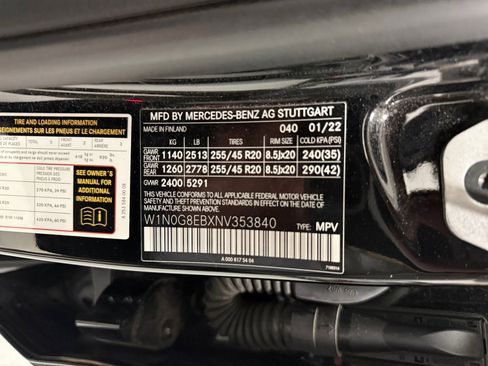 TIRE AND LOADING INFORMATION
RENSEIGNEMENTS SUR LES PNEUS ET LE CHARGEMENT
SEE OWNER'S
MANUAL FOR
ADDITIONAL
INFORMATION
MFD BY MERCEDES-BENZ AG STUTTGART
MADE IN FINLAND 040 01/22
GAWR KG LB TIRES RIM SIZE COLD KPA(PSI)
FRONT 1140 2513 255/45 R20 8.5Jx20 240(35)
GAWR
REAR 1260 2776 255/45 R20 8.5Jx20 290(42)
GVWR 2400 5291
THIS VEHICLE CONFORMS TO ALL APPLICABLE
FEDERAL MOTOR VEHICLE SAFETY
STANDARDS IN EFFECT ON THE DATE OF
MANUFACTURE SHOWN ABOVE.
W1N0G8EBXNV353840 TYPE: MPV
A 000 817 54 04